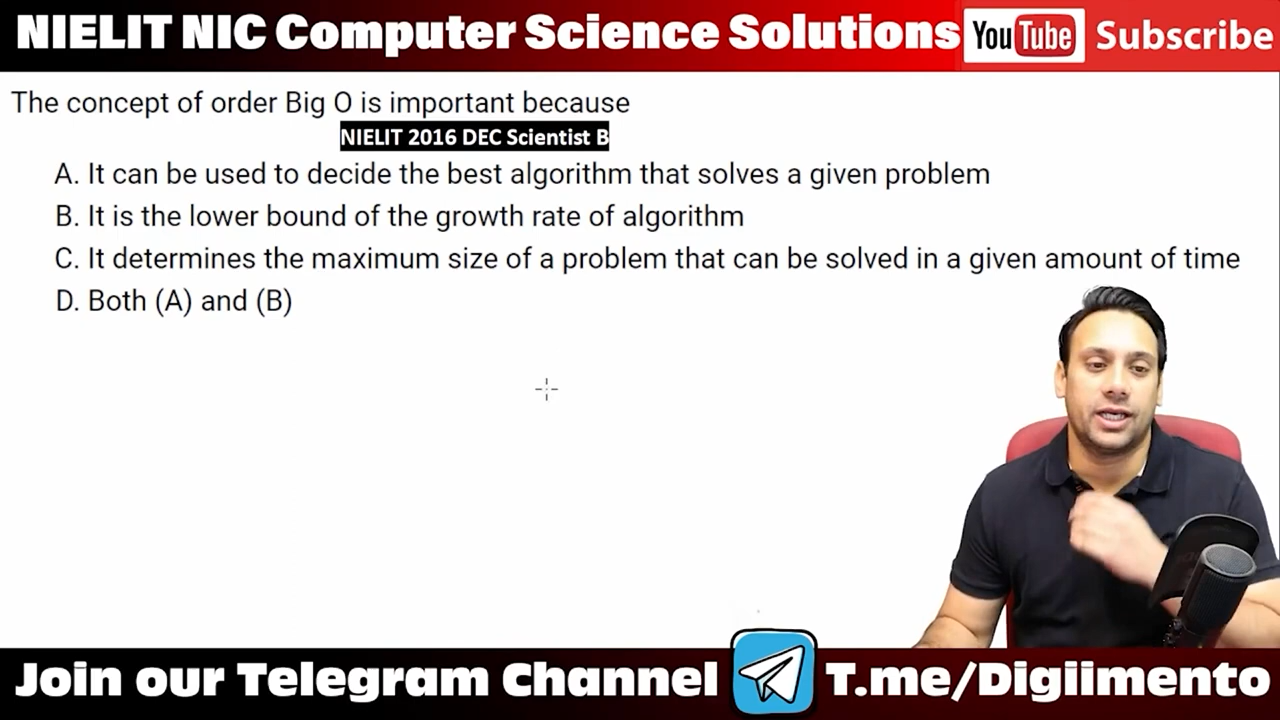 NIELIT NIC Computer Science Solutions YouTube Subscribe
The concept of order Big O is important because
NIELIT 2016 DEC Scientist B
A. It can be used to decide the best algorithm that solves a given problem
B. It is the lower bound of the growth rate of algorithm
C. It determines the maximum size of a problem that can be solved in a given amount of time
D. Both (A) and (B)
Join our Telegram Channel T.me/Digiimento